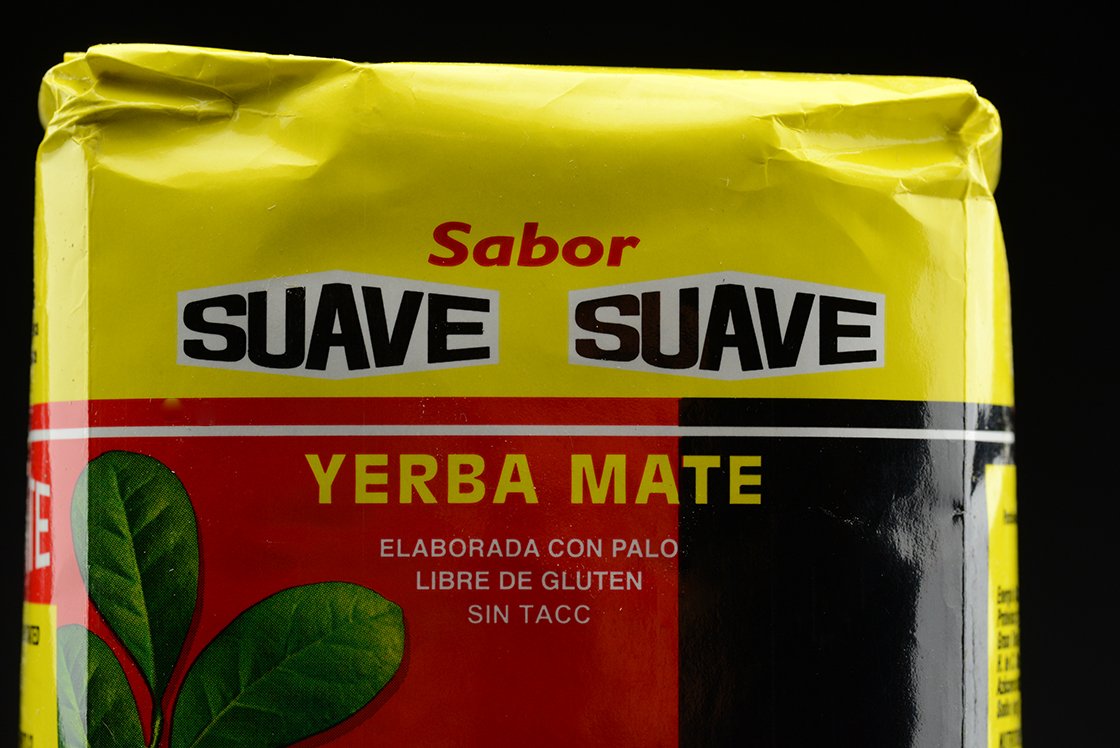 Sabor
SUAVE SUAVE
YERBA MATE
ELABORADA CON PALO
LIBRE DE GLUTEN
SIN TACC